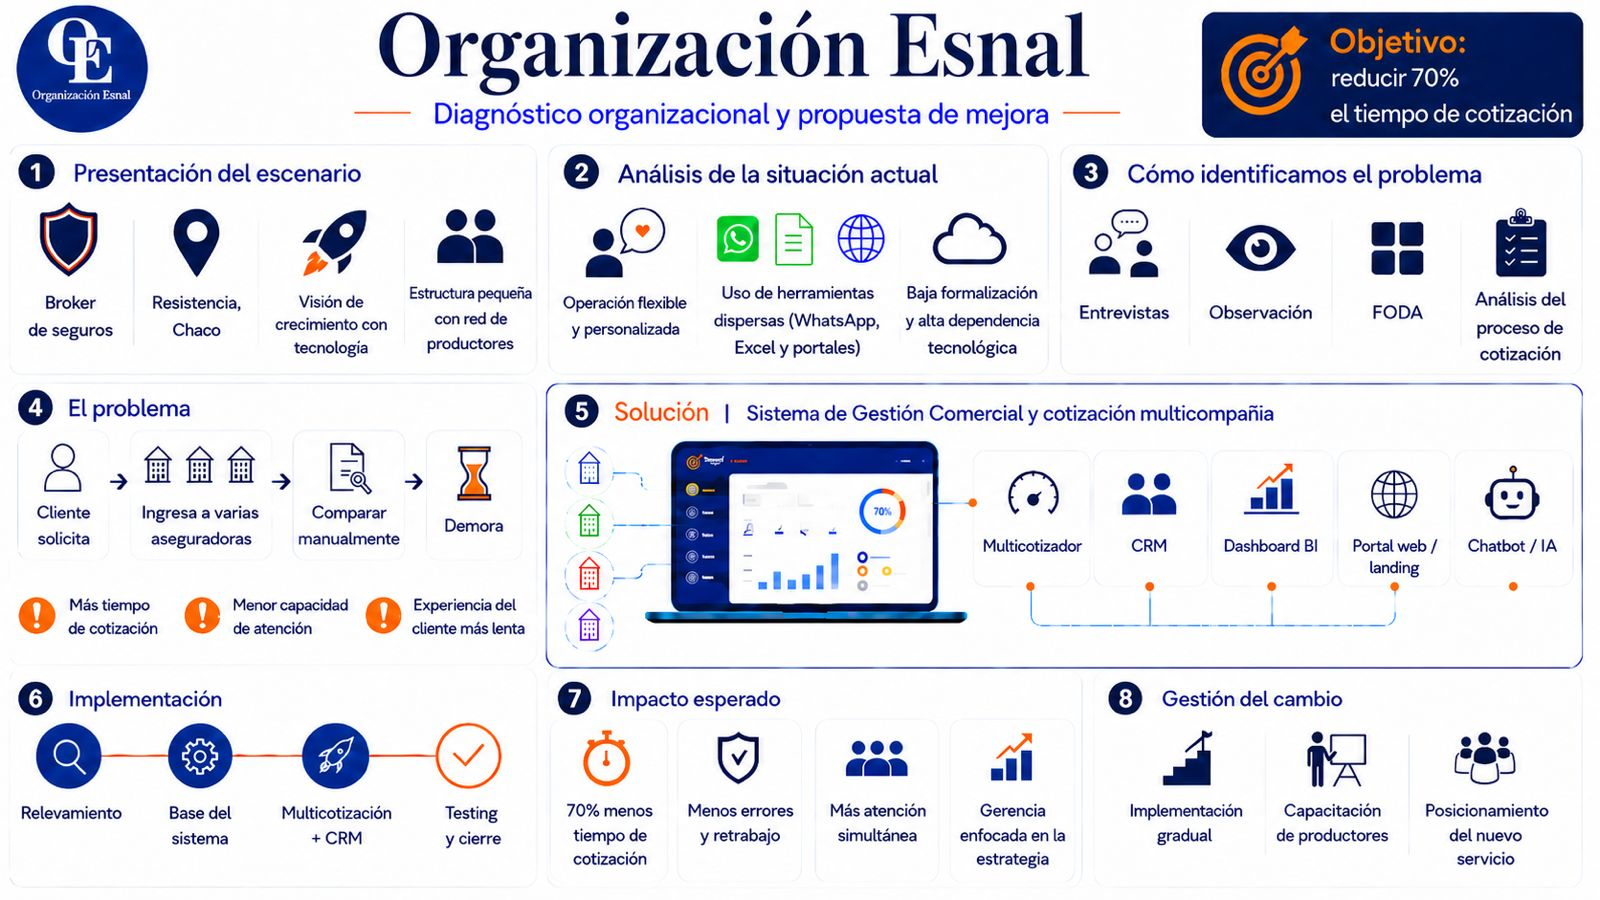 OE
Organización Esnal
Organización Esnal
Diagnóstico organizacional y propuesta de mejora
Objetivo:
reducir 70%
el tiempo de cotización
1 Presentación del escenario
Broker
de seguros
Resistencia,
Chaco
Visión de
crecimiento con
tecnología
Estructura pequeña
con red de
productores
2 Análisis de la situación actual
Operación flexible
y personalizada
Uso de herramientas
dispersas (WhatsApp,
Excel y portales)
Baja formalización
y alta dependencia
tecnológica
3 Cómo identificamos el problema
Entrevistas
Observación
FODA
Análisis del
proceso de
cotización
4 El problema
Cliente
solicita
Ingresa a varias
aseguradoras
Comparar
manualmente
Demora
Más tiempo
de cotización
Menor capacidad
de atención
Experiencia del
cliente más lenta
5 Solución | Sistema de Gestión Comercial y cotización multicompañia
70%
Multicotizador
CRM
Dashboard BI
Portal web /
landing
Chatbot / IA
6 Implementación
Relevamiento
Base del
sistema
Multicotización
+ CRM
Testing
y cierre
7 Impacto esperado
70% menos
tiempo de
cotización
Menos errores
y retrabajo
Más atención
simultánea
Gerencia
enfocada en la
estrategia
8 Gestión del cambio
Implementación
gradual
Capacitación
de productores
Posicionamiento
del nuevo
servicio